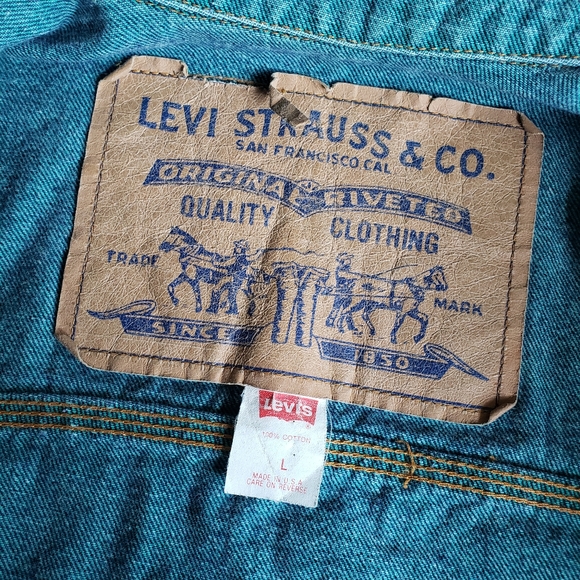 LEVI STRAUSS & CO.
SAN FRANCISCO CAL
ORIGINAL RIVETED
QUALITY CLOTHING
TRADE MARK
SINCE 1850
Levi's
100% COTTON
L
MADE IN U.S.A.
CARE ON REVERSE